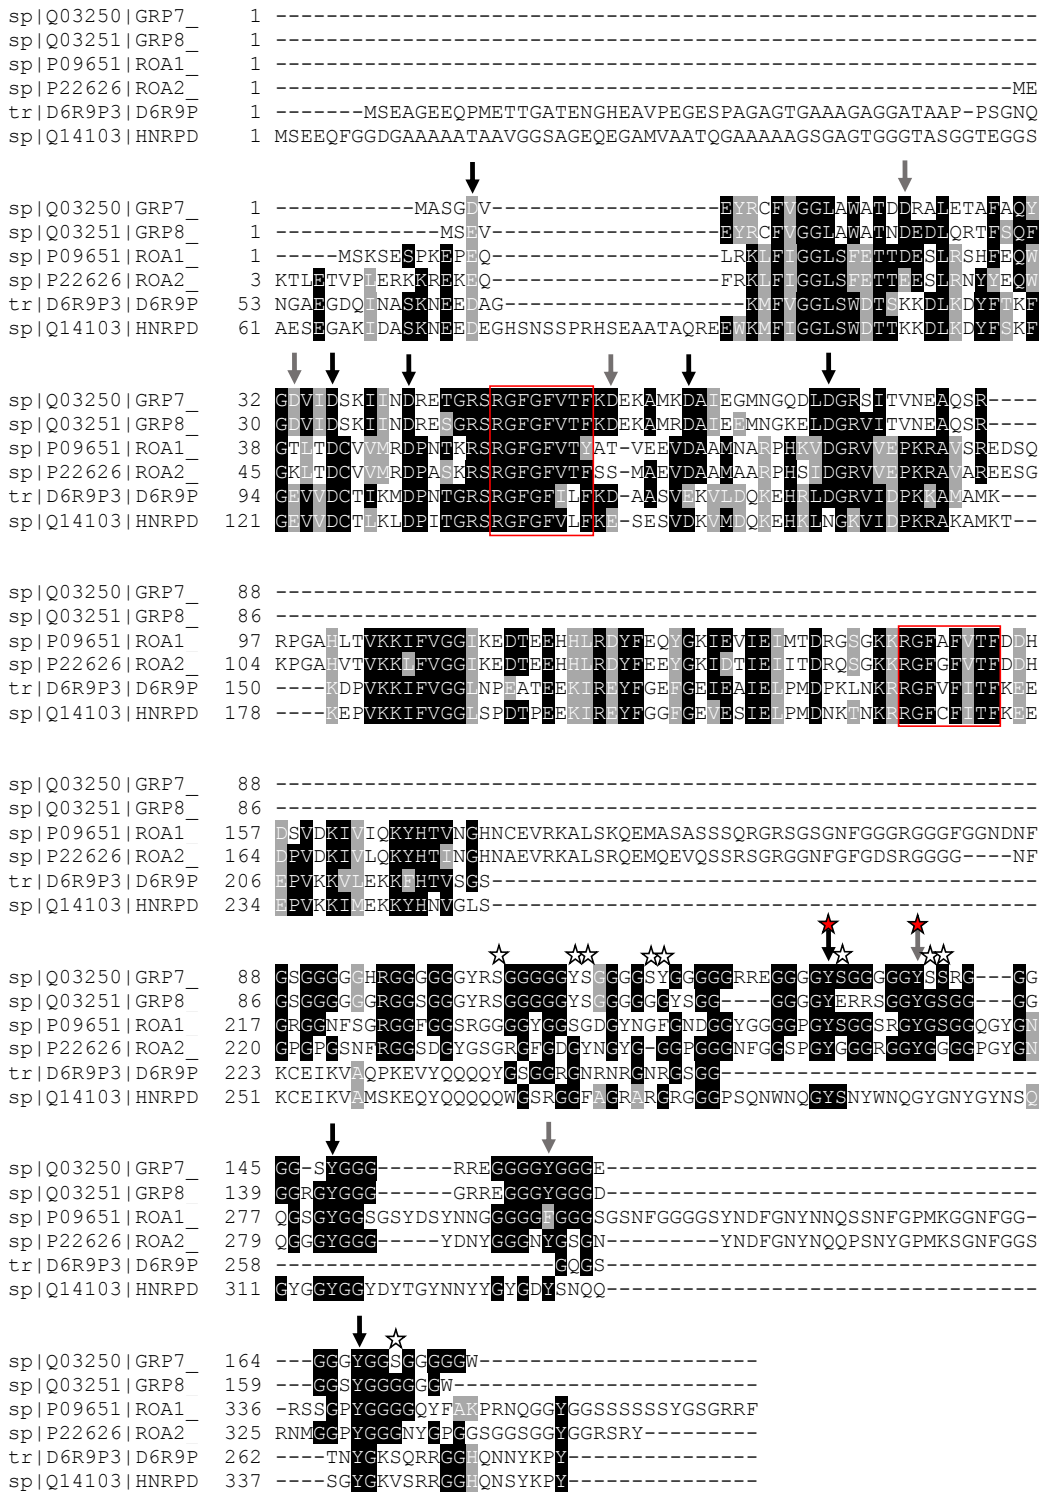 sp|Q03250|GRP7_ 1 ------------------------------------------------------------
sp|Q03251|GRP8_ 1 ------------------------------------------------------------
sp|P09651|ROA1_ 1 ------------------------------------------------------------
sp|P22626|ROA2_ 1 ----------------------------------------------------------ME
tr|D6R9P3|D6R9P 1 -------MSEAGEEQPMETTGATENGHEAVPEGESPAGAGTGAAAGAGGATAAP-PSGNQ
sp|Q14103|HNRPD 1 MSEEQFGGDGAAAAATAAVGGSAGEQEGAMVAATQGAAAAAGSGAGTGGGTASGGTEGGS
sp|Q03250|GRP7_ 1 -----------MASGDV------------------EYRCFVGGLAWATDDRALETAFAQY
sp|Q03251|GRP8_ 1 -------------MSEV------------------EYRCFVGGLAWATNDEDLQRTFSQF
sp|P09651|ROA1_ 1 -----MSKSESPKEPEQ------------------LRKLFIGGLSFETTDESLRSHFEQW
sp|P22626|ROA2_ 3 KTLETVPLERKKREKEQ------------------FRKLFIGGLSFETTEESLRNYYEQW
tr|D6R9P3|D6R9P 53 NGAEGDQINASKNEEDAG------------------KMFVGGLSWDTSKKDLKDYFTKF
sp|Q14103|HNRPD 61 AESEGAKIDASKNEEDEGHSNSSPRHSEAATAQREEWKMFIGGLSWDTTKKDLKDYFSKF
sp|Q03250|GRP7_ 32 GDVIDSKIINDRETGRSRGFGFVTFKDEKAMKDAIEGMNGQDLDGRSITVNEAQSR----
sp|Q03251|GRP8_ 30 GDVIDSKIINDRESGRSRGFGFVTFKDEKAMRDAIEEMNGKELDGRVITVNEAQSR----
sp|P09651|ROA1_ 38 GTLTDCVVMRDPNTKRSRGFGFVTYAT-VEEVDAAMNARPHKVDGRVVEPKRAVSREDSQ
sp|P22626|ROA2_ 45 GKLTDCVVMRDPASKRSRGFGFVTFSS-MAEVDAAMAARPHSIDGRVVEPKRAVAREESG
tr|D6R9P3|D6R9P 94 GEVVDCTIKMDPNTGRSRGFGFILFKD-AASVEKVLDQKEHRLDGRVIDPKKAMAMK---
sp|Q14103|HNRPD 121 GEVVDCTLKLDPITGRSRGFGFVLFKE-SESVDKVMDQKEHKLNGKVIDPKRAKAMKT--
sp|Q03250|GRP7_ 88 ------------------------------------------------------------
sp|Q03251|GRP8_ 86 ------------------------------------------------------------
sp|P09651|ROA1_ 97 RPGAHLTVKKIFVGGIKEDTEEHHLRDYFEQYGKIEVIEIMTDRGSGKKRGFAFVTFDDH
sp|P22626|ROA2_ 104 KPGAHVTVKKLFVGGIKEDTEEHHLRDYFEEYGKIDTIEIITDRQSGKKRGFGFVTFDDH
tr|D6R9P3|D6R9P 150 ----KDPVKKIFVGGLNPEATEEKIREYFGEFGEIEAIELPMDPKLNKRRGFVFITFKEE
sp|Q14103|HNRPD 178 ----KEPVKKIFVGGLSPDTPEEKIREYFGGFGEVESIELPMDNKTNKRRGFCFITFKEE
sp|Q03250|GRP7_ 88 ------------------------------------------------------------
sp|Q03251|GRP8_ 86 ------------------------------------------------------------
sp|P09651|ROA1_ 157 DSVDKIVIQKYHTVNGHNCEVRKALSKQEMASASSSQRGRSGSGNFGGGRGGGFGGNDNF
sp|P22626|ROA2_ 164 DPVDKIVLQKYHTINGHNAEVRKALSRQEMQEVQSSRSGRGGNFGFGDSRGGGG----NF
tr|D6R9P3|D6R9P 206 EPVKKVLEKKFHTVSGS-------------------------------------------
sp|Q14103|HNRPD 234 EPVKKIMEKKYHNVGLS-------------------------------------------
sp|Q03250|GRP7_ 88 GSGGGGGHRGGGGGGYRSGGGGGYSGGGGSYGGGGGRREGGGGYSGGGGGYSSRG---GG
sp|Q03251|GRP8_ 86 GSGGGGGGRGGSGGGYRSGGGGGYSGGGGGGYSGG----GGGGYERRSGGYGSGG---GG
sp|P09651|ROA1_ 217 GRGGNFSGRGGFGGSRGGGGYGGSGDGYNGFGNDGGYGGGGPGYSGGSRGYGSGGQGYGN
sp|P22626|ROA2_ 220 GPGPGSNFRGGSDGYGSGRGFGDGYNGYG-GGPGGGNFGGSPGYGGGRGGYGGGGPGYGN
tr|D6R9P3|D6R9P 223 KCEIKVAQPKEVYQQQQYGSGGRGNRNRGNRGSGG-------------------------
sp|Q14103|HNRPD 251 KCEIKVAMSKEQYQQQQQWGSRGGFAGRARGRGGGPSQNWNQGYSNYWNQGYGNYGYNSQ
sp|Q03250|GRP7_ 145 GG-SYGGG------RREGGGGYGGGE----------------------------------
sp|Q03251|GRP8_ 139 GGRGYGGG------GRREGGGYGGGD----------------------------------
sp|P09651|ROA1_ 277 QGSGYGGSGSYDSYNNGGGGGFGGGSGSNFGGGGSYNDFGNYNNQSSNFGPMKGGNFGG-
sp|P22626|ROA2_ 279 QGGGYGGG-----YDNYGGGNYGSGN---------YNDFGNYNQQPSNYGPMKSGNFGGS
tr|D6R9P3|D6R9P 258 ----------------------GQGS----------------------------------
sp|Q14103|HNRPD 311 GYGGYGGYDYTGYNNYYGYGDYSNQQ----------------------------------
sp|Q03250|GRP7_ 164 ---GGGYGGSGGGGGW----------------------
sp|Q03251|GRP8_ 159 ---GGSYGGGGGGW------------------------
sp|P09651|ROA1_ 336 -RSSGPYGGGGQYFAKPRNQGGYGGSSSSSSYGSGRRF
sp|P22626|ROA2_ 325 RNMGGPYGGGNYGPGGSGGSGGYGGRSRY---------
tr|D6R9P3|D6R9P 262 ----TNYGKSQRRGGHQNNYKPY---------------
sp|Q14103|HNRPD 337 ----SGYGKVSRRGGHQNSYKPY---------------